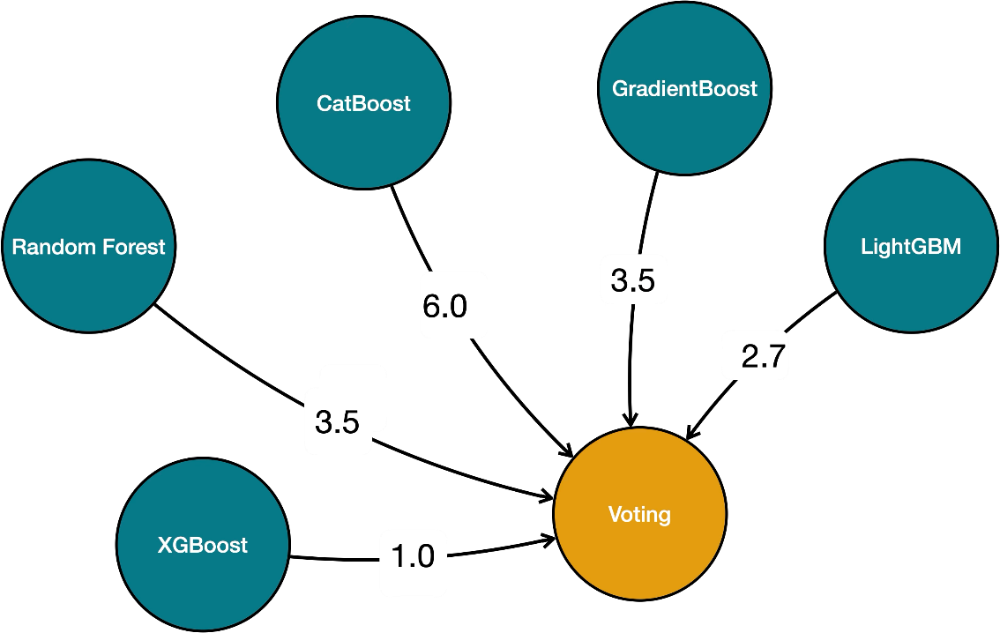 GradientBoost
CatBoost
Random Forest
LightGBM
3.5
6.0
2.7
3.5
Voting
XGBoost
1.0